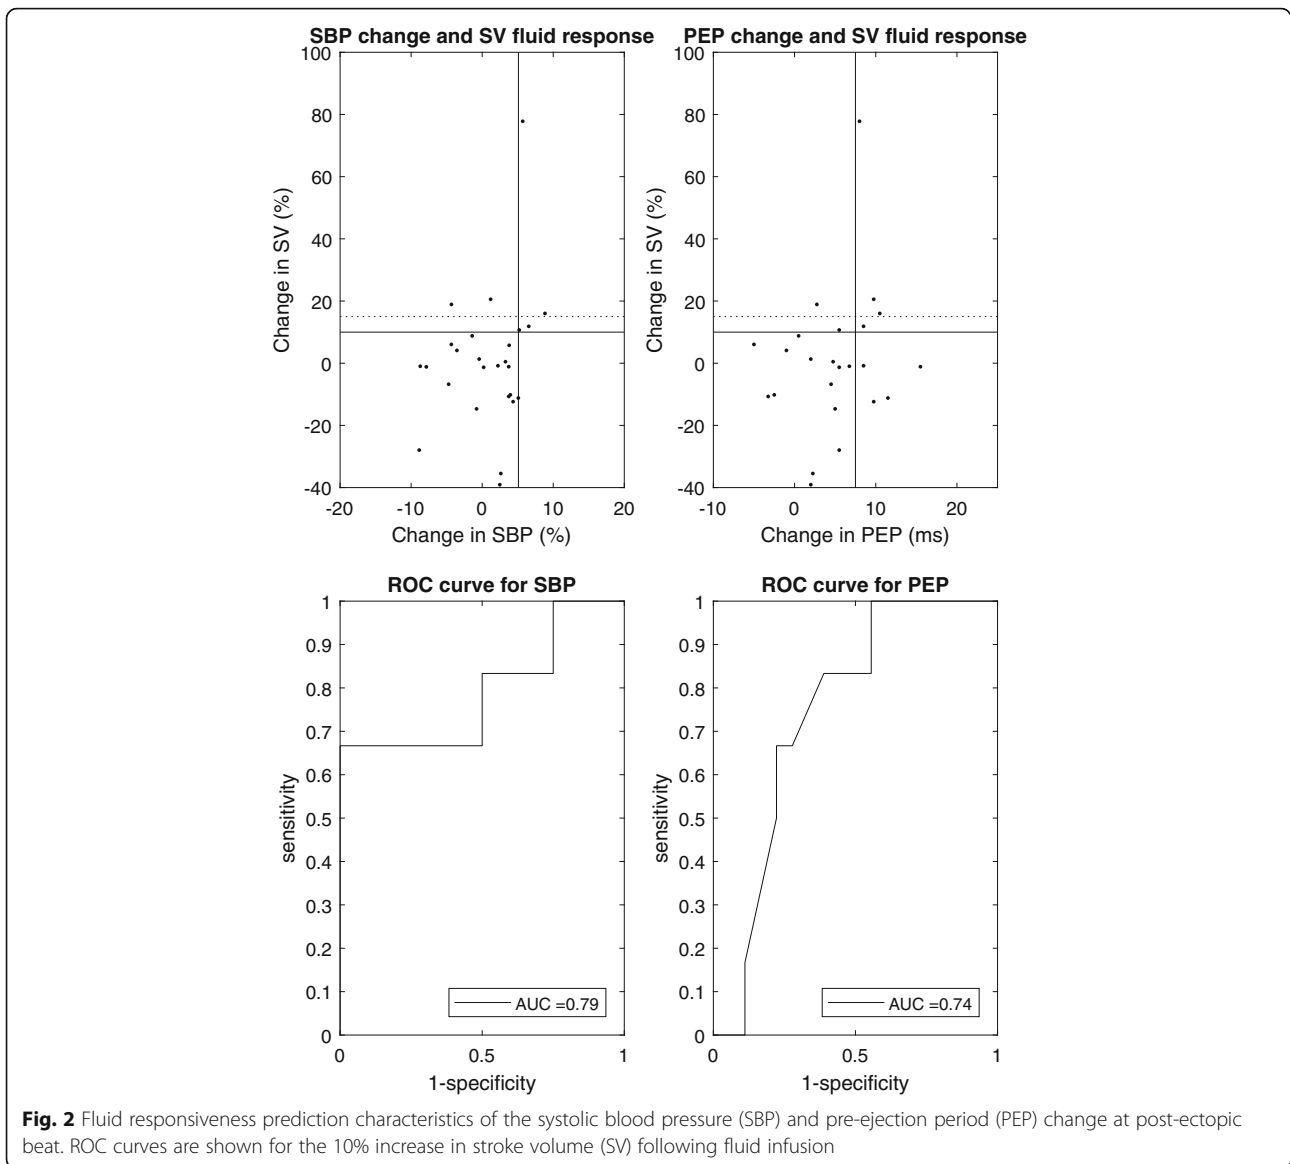 SBP change and SV fluid response
100
80
60
40
20
0
-20
-40
Change in SV (%)
-20 -10 0 10 20
Change in SBP (%)
PEP change and SV fluid response
100
80
60
40
20
0
-20
-40
Change in SV (%)
-10 0 10 20
Change in PEP (ms)
ROC curve for SBP
1
0.9
0.8
0.7
0.6
0.5
0.4
0.3
0.2
0.1
0
sensitivity
AUC =0.79
0 0.5 1
1-specificity
ROC curve for PEP
1
0.9
0.8
0.7
0.6
0.5
0.4
0.3
0.2
0.1
0
sensitivity
AUC =0.74
0 0.5 1
1-specificity
Fig. 2 Fluid responsiveness prediction characteristics of the systolic blood pressure (SBP) and pre-ejection period (PEP) change at post-ectopic
beat. ROC curves are shown for the 10% increase in stroke volume (SV) following fluid infusion